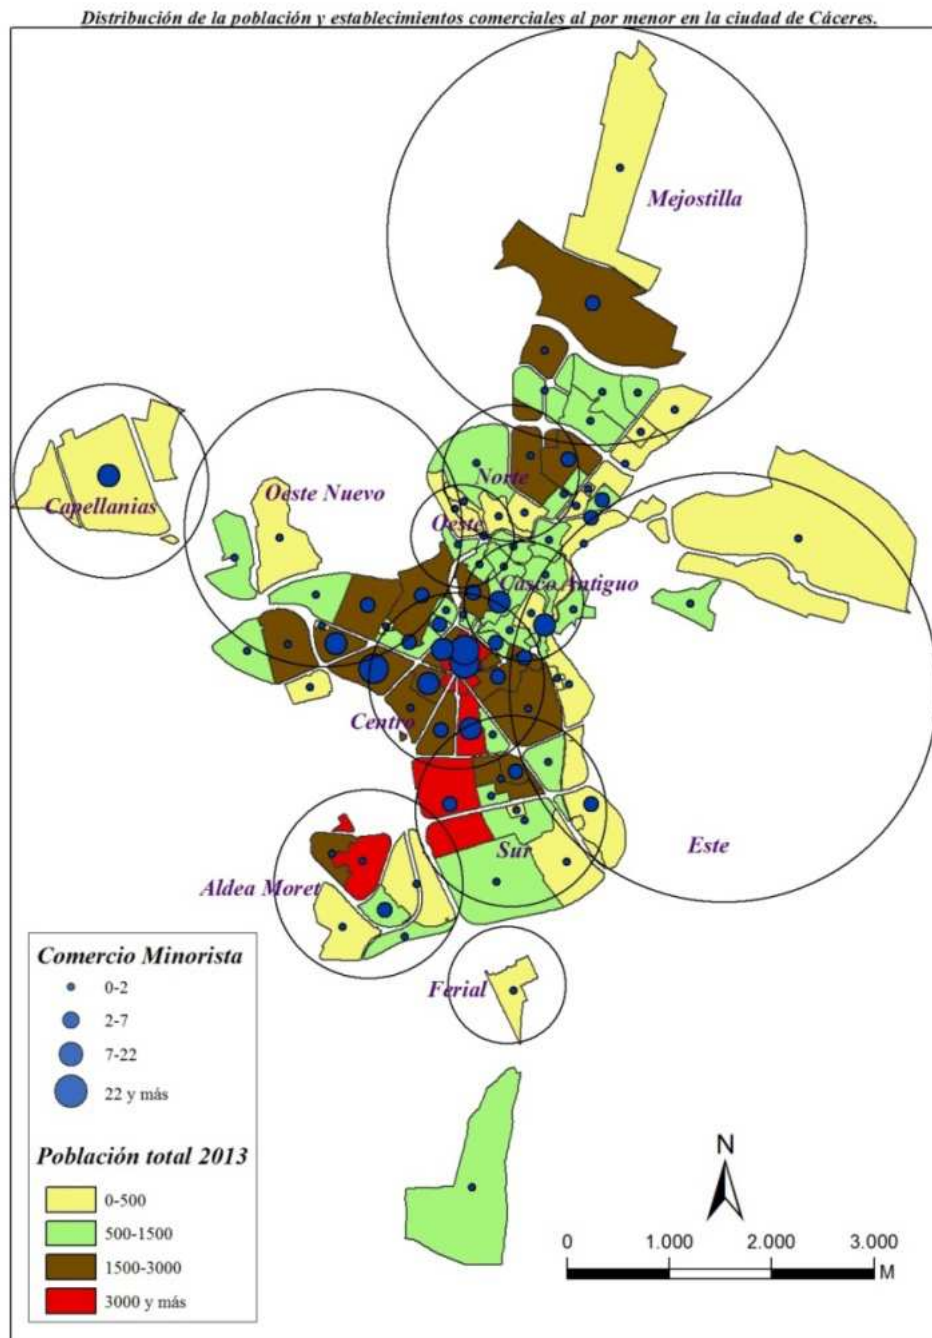 Distribución de la población y establecimientos comerciales al por menor en la ciudad de Cáceres.
Mejostilla
Capellanias
Oeste Nuevo
Norte
Oeste
Casco Antiguo
Centro
Sur
Este
Aldea Moret
Ferial
Comercio Minorista
0-2
2-7
7-22
22 y más
Población total 2013
0-500
500-1500
1500-3000
3000 y más
N
0 1.000 2.000 3.000
M